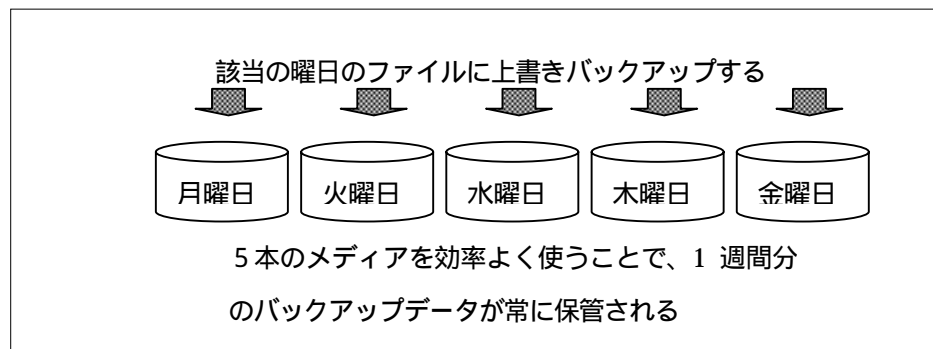 該当の曜日のファイルに上書きバックアップする
月曜日 火曜日 水曜日 木曜日 金曜日
5本のメディアを効率よく使うことで、1 週間分
のバックアップデータが常に保管される